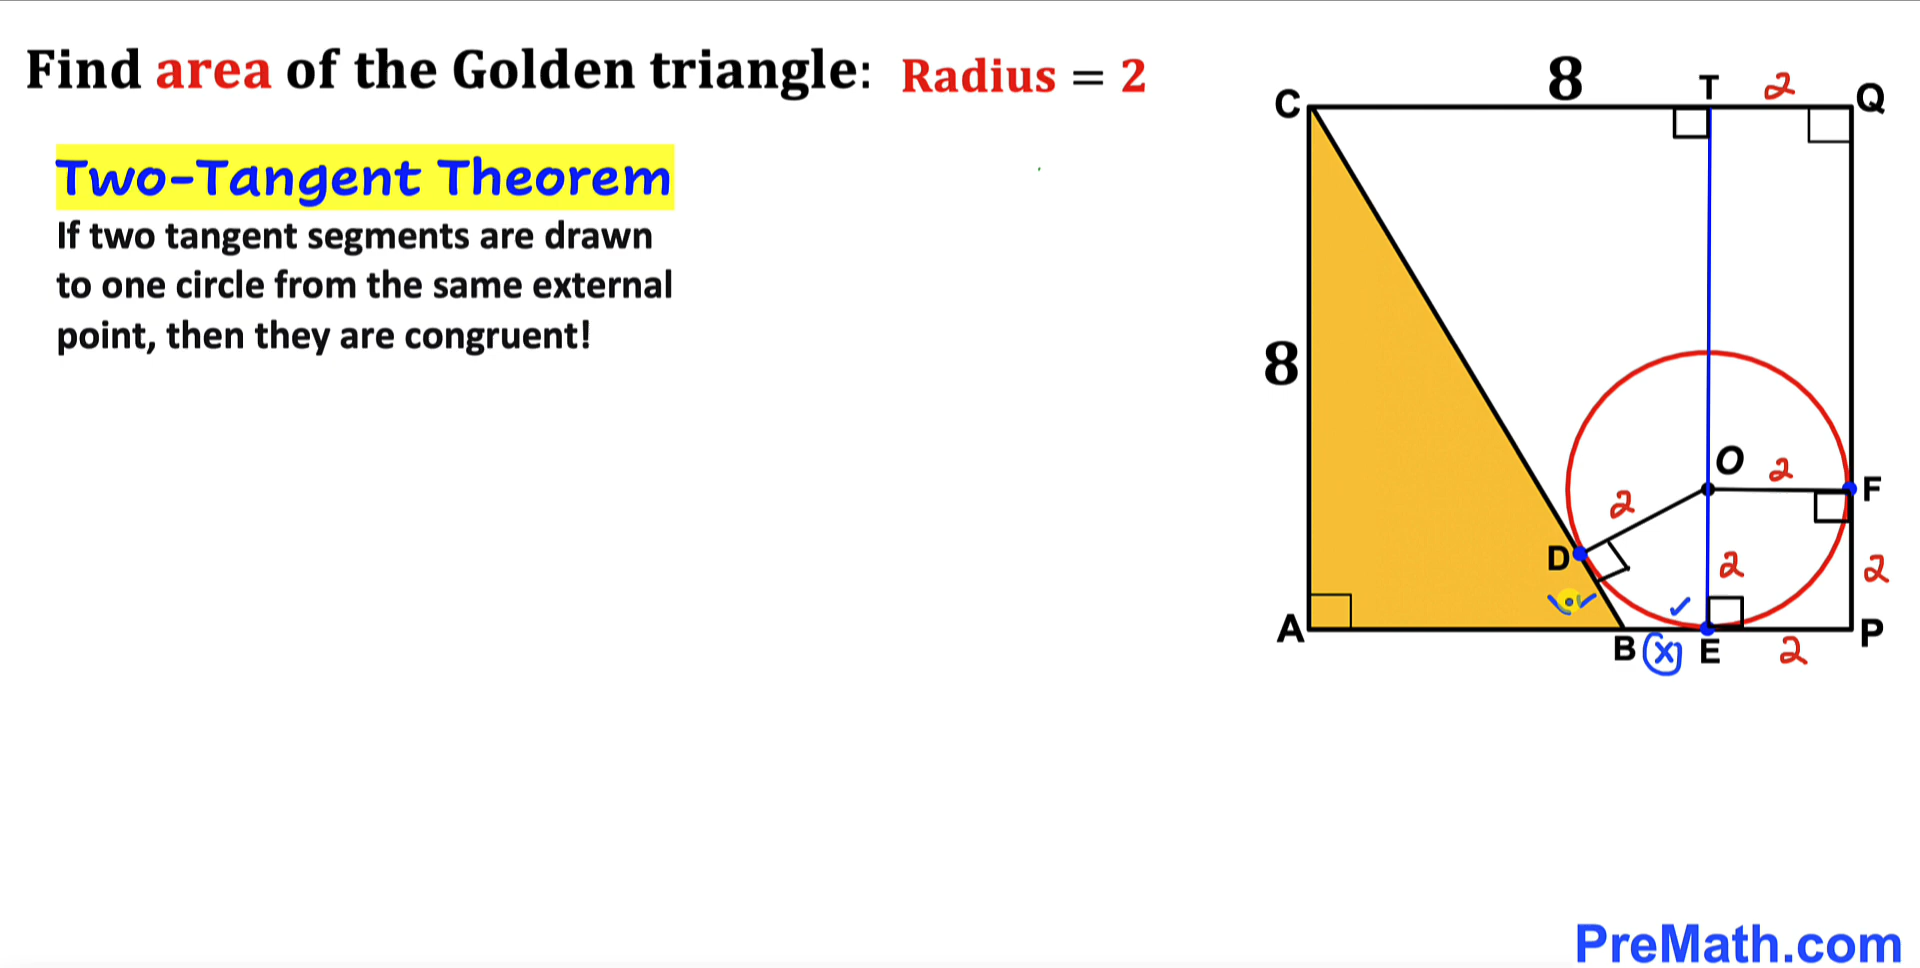 Find area of the Golden triangle: Radius = 2
Two-Tangent Theorem
If two tangent segments are drawn
to one circle from the same external
point, then they are congruent!
8
C T 2 Q
8
O 2 F
2
D 2 2
A B (x) E 2 P
PreMath.com